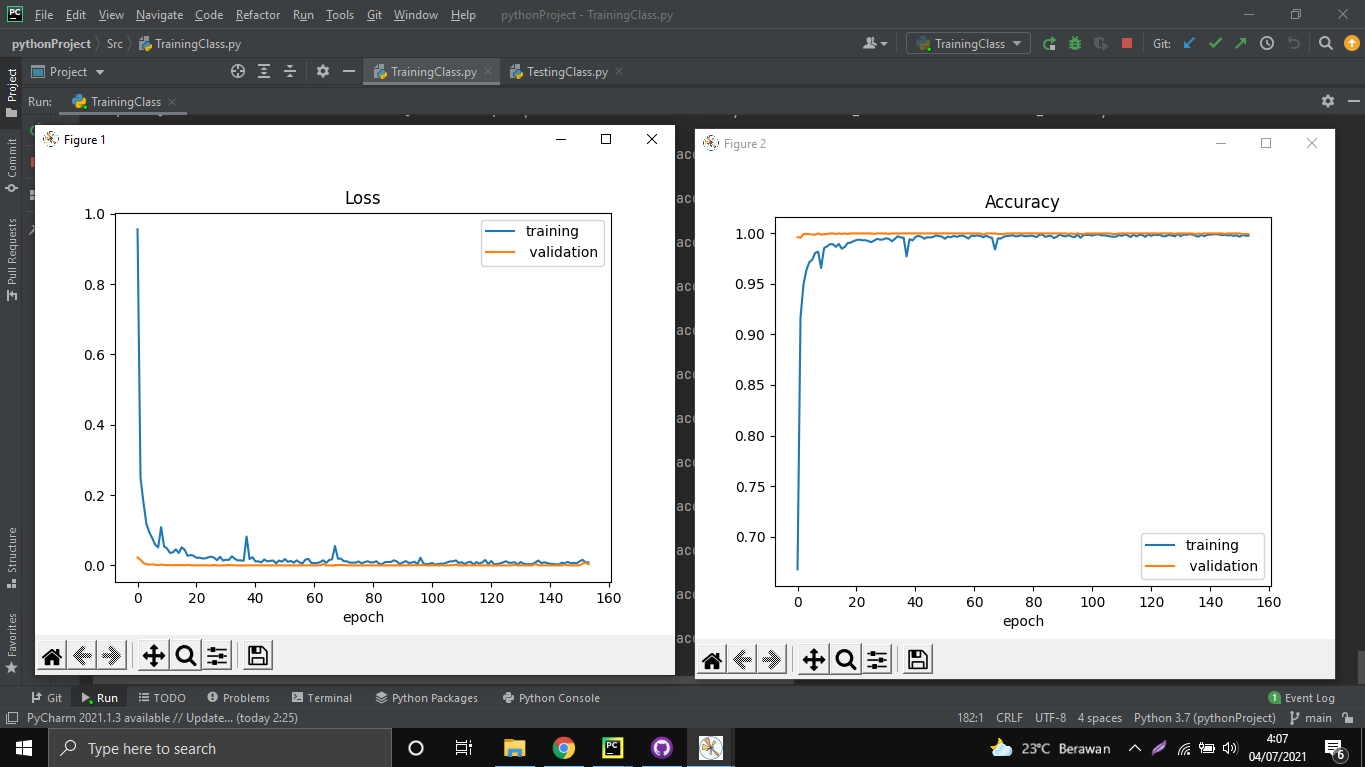 PC File Edit View Navigate Code Refactor Run Tools Git Window Help pythonProject - TrainingClass.py
pythonProject Src TrainingClass.py TrainingClass Git:
Project TrainingClass.py TestingClass.py
Run: TrainingClass
Project
Commit
Pull Requests
Structure
Favorites
Figure 1
Loss
1.0
0.8
0.6
0.4
0.2
0.0
training
validation
0 20 40 60 80 100 120 140 160
epoch
Figure 2
Accuracy
1.00
0.95
0.90
0.85
0.80
0.75
0.70
training
validation
0 20 40 60 80 100 120 140 160
epoch
acc
acc
acc
acc
acc
acc
acc
acc
acc
acc
acc
acc
Git Run TODO Problems Terminal Python Packages Python Console 1 Event Log
PyCharm 2021.1.3 available // Update... (today 2:25) 182:1 CRLF UTF-8 4 spaces Python 3.7 (pythonProject) main
Type here to search PC 23°C Berawan 4:07
04/07/2021 6